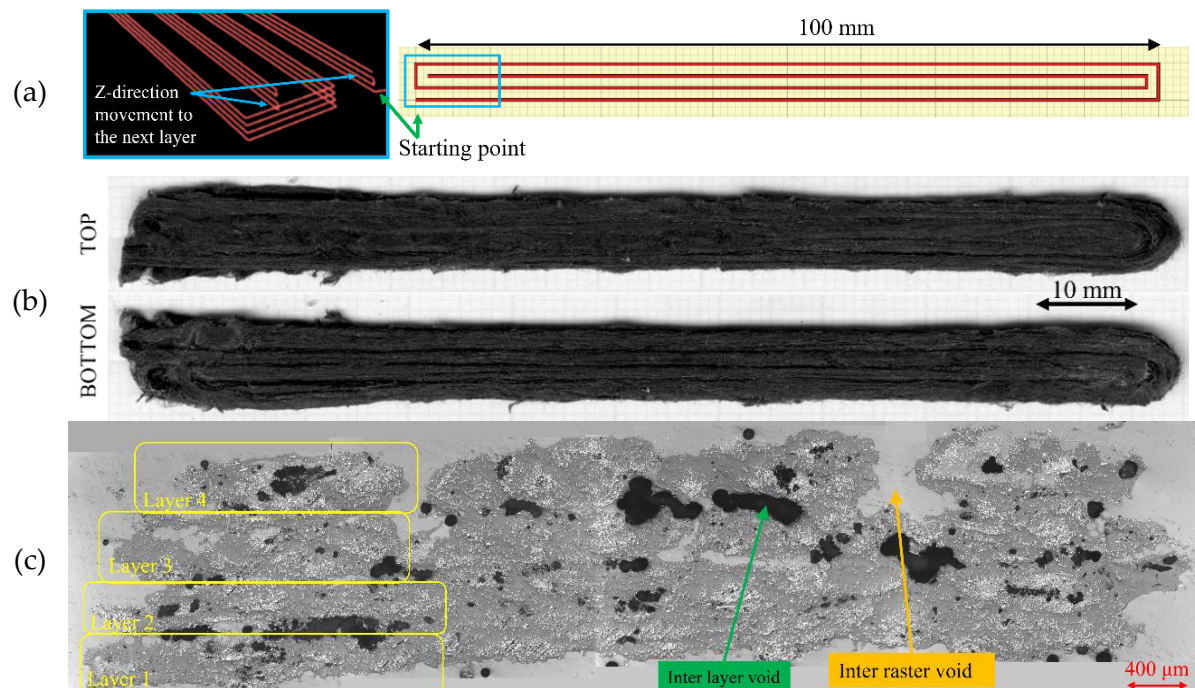 (a)
100 mm
Z-direction
movement to
the next layer
Starting point
(b)
TOP
10 mm
BOTTOM
(c)
Layer 4
Layer 3
Layer 2
Layer 1
Inter layer void
Inter raster void
400 μm